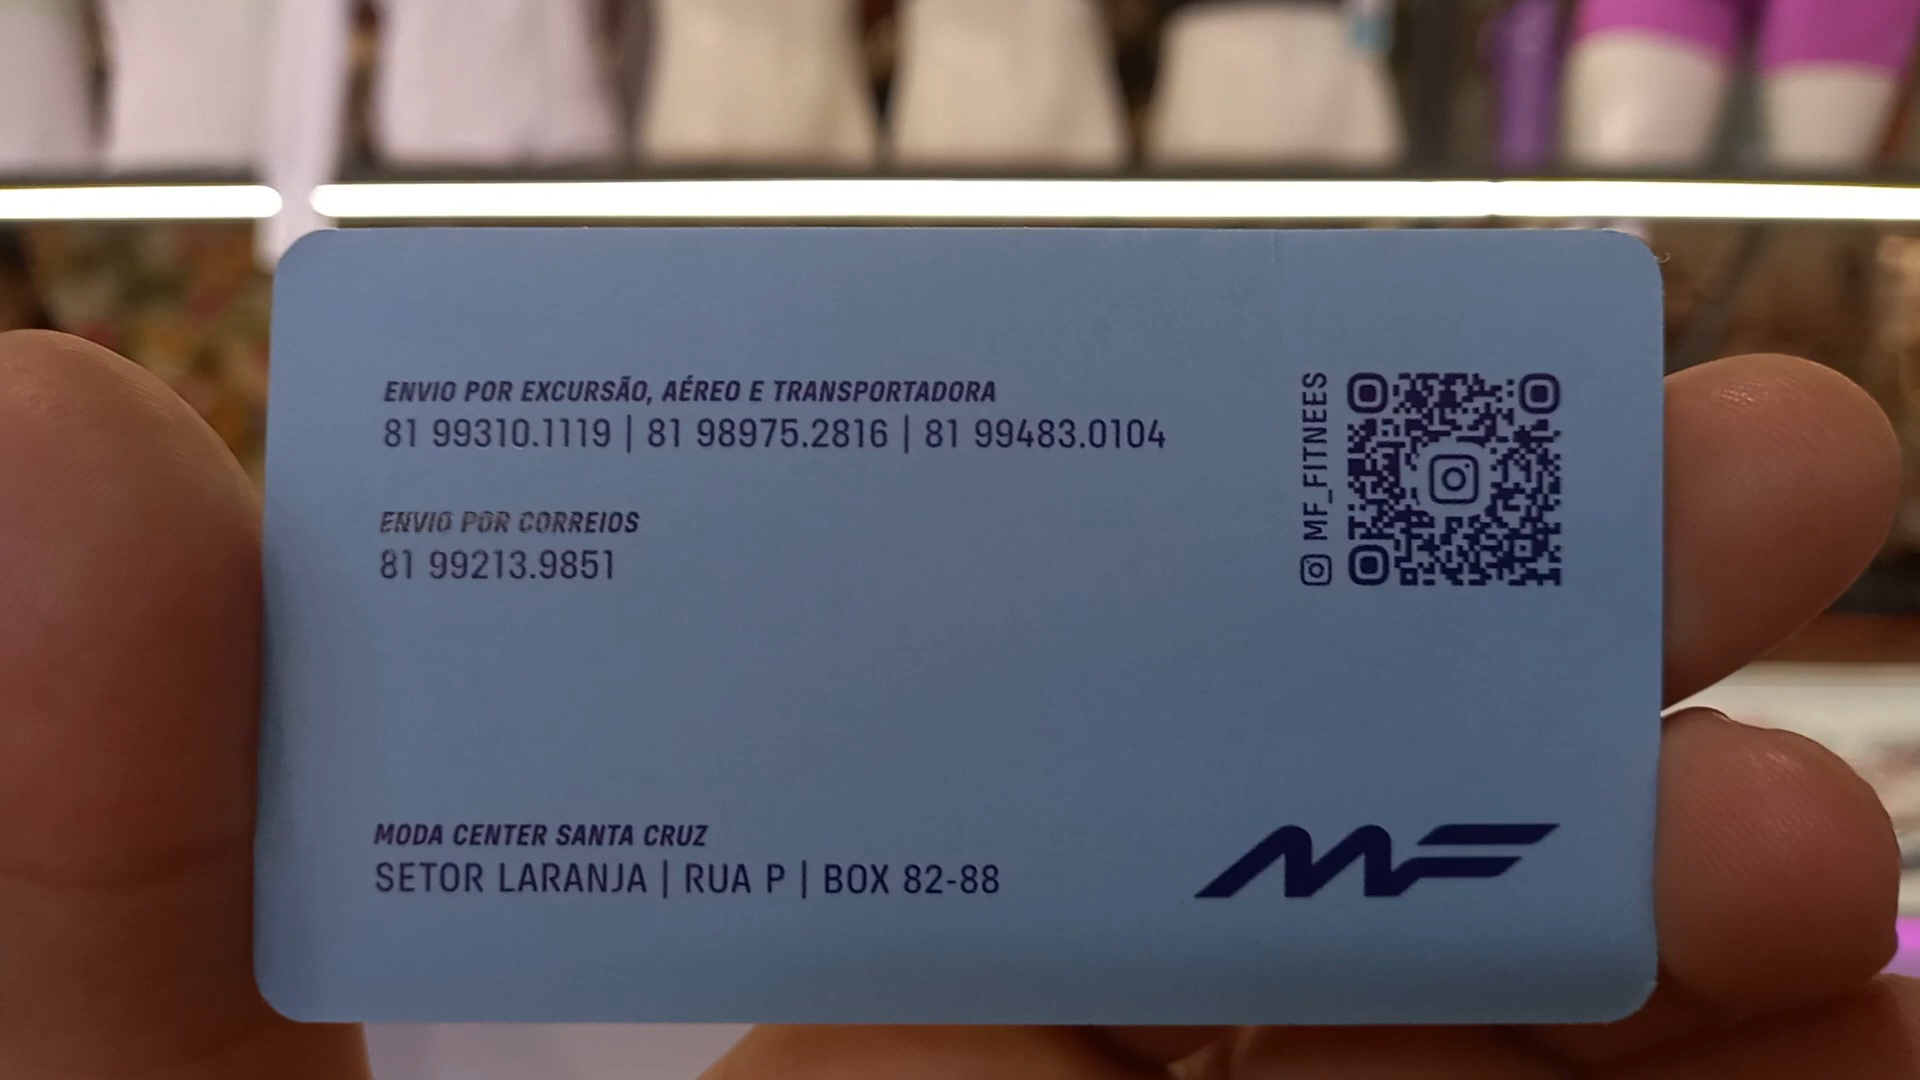 ENVIO POR EXCURSÃO, AÉREO E TRANSPORTADORA
81 99310.1119 | 81 98975.2816 | 81 99483.0104
ENVIO POR CORREIOS
81 99213.9851
MF_FITNEES
MODA CENTER SANTA CRUZ
SETOR LARANJA | RUA P | BOX 82-88
MF